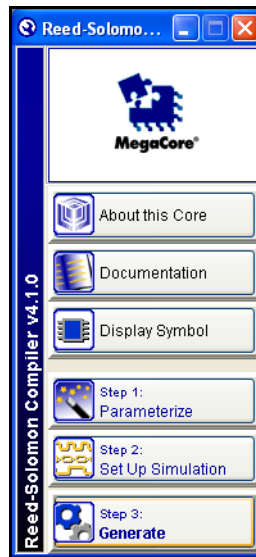 Reed-Solomo...
MegaCore®
About this Core
Documentation
Display Symbol
Step 1:
Parameterize
Step 2:
Set Up Simulation
Step 3:
Generate
Reed-Solomon Compiler v4.1.0